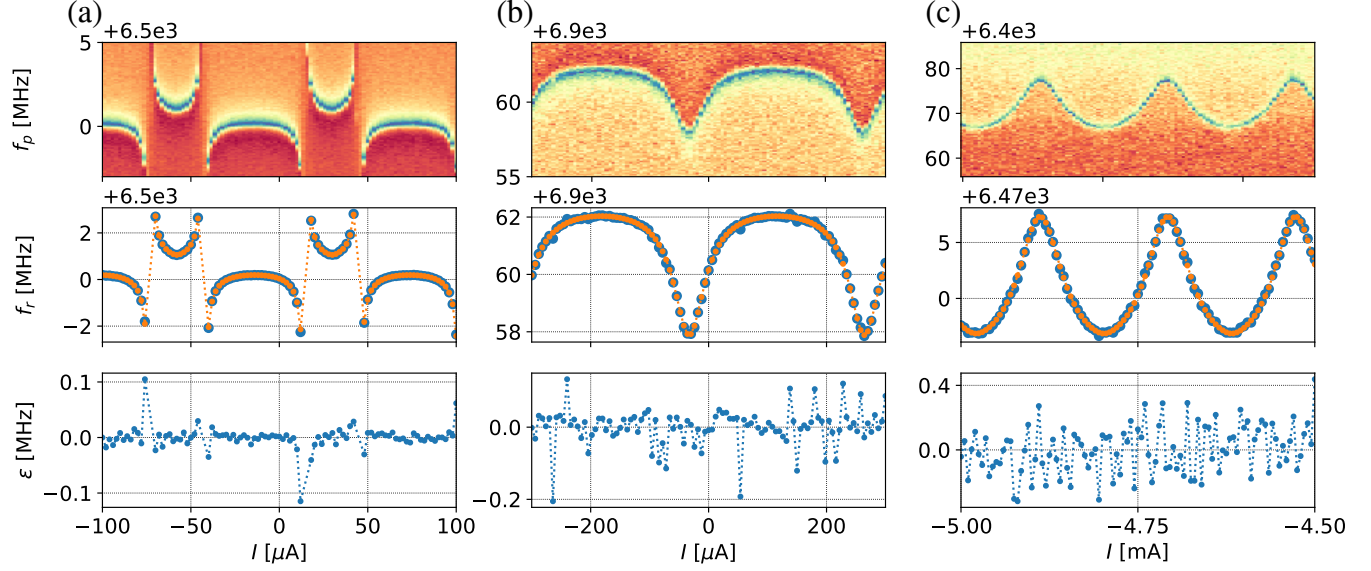 (a) (b) (c)
+6.5e3 +6.9e3 +6.4e3
f_p [MHz]
5
0
60
55
80
70
60
+6.5e3 +6.9e3 +6.47e3
f_r [MHz]
2
0
−2
62
60
58
5
0
ε [MHz]
0.1
0.0
−0.1
0.0
−0.2
0.4
0.0
−100 −50 0 50 100 −200 0 200 −5.00 −4.75 −4.50
I [μA] I [μA] I [mA]